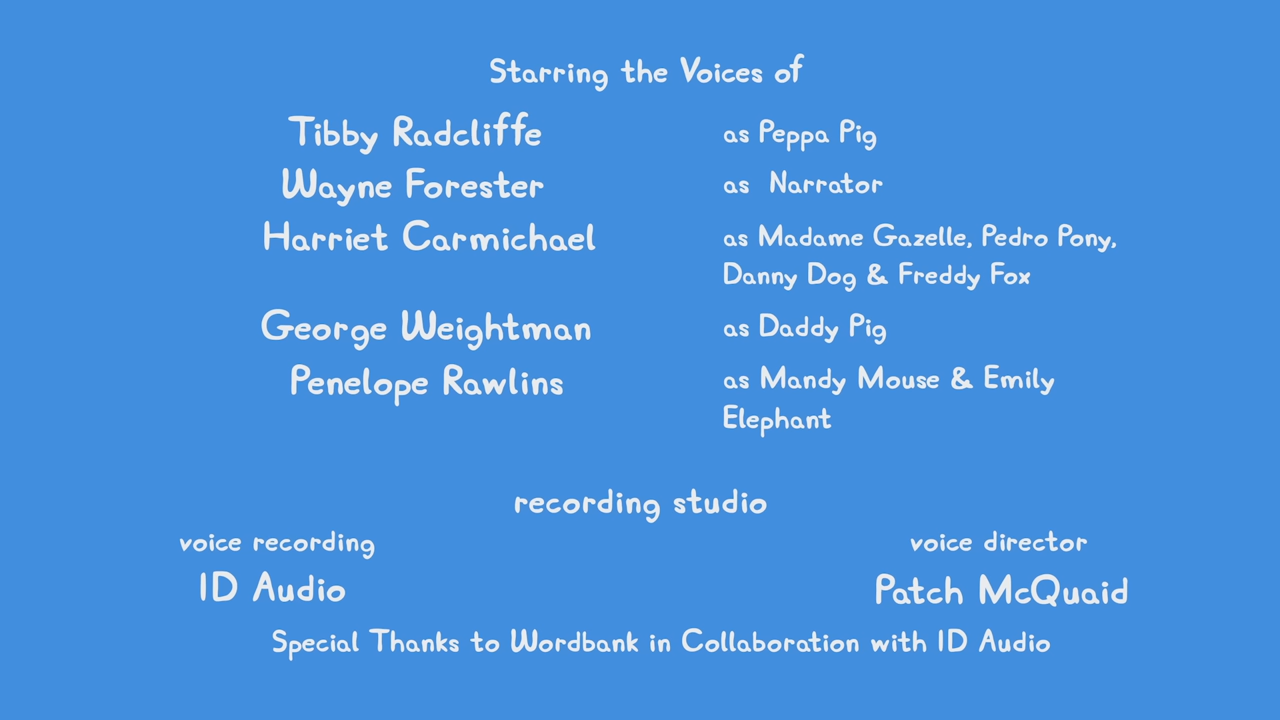 Starring the Voices of
Tibby Radcliffe as Peppa Pig
Wayne Forester as Narrator
Harriet Carmichael as Madame Gazelle, Pedro Pony,
Danny Dog & Freddy Fox
George Weightman as Daddy Pig
Penelope Rawlins as Mandy Mouse & Emily
Elephant
recording studio
voice recording voice director
ID Audio Patch McQuaid
Special Thanks to Wordbank in Collaboration with ID Audio